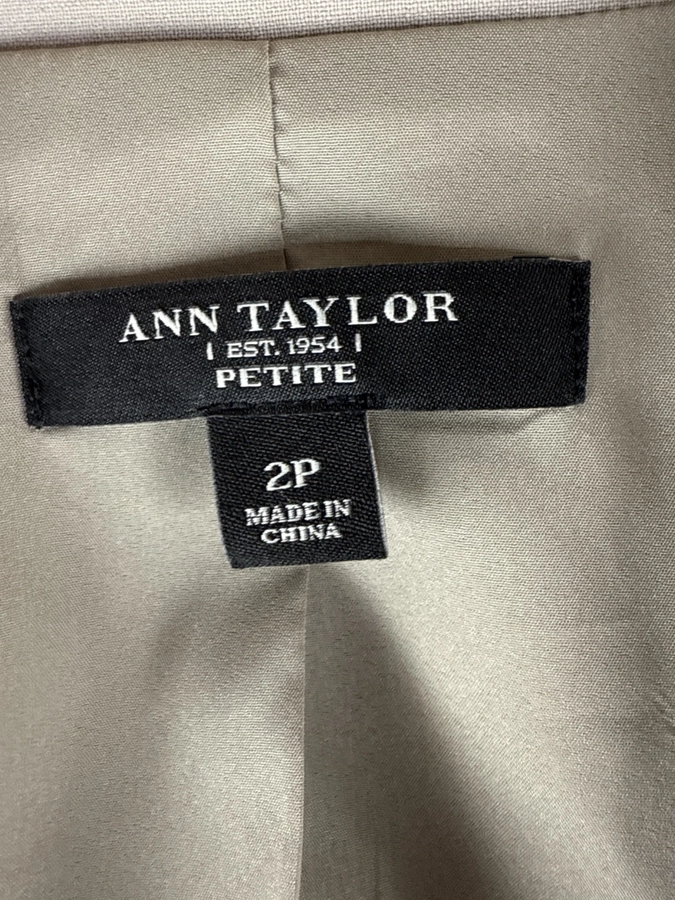 ANN TAYLOR
| EST. 1954 |
PETITE
2P
MADE IN
CHINA